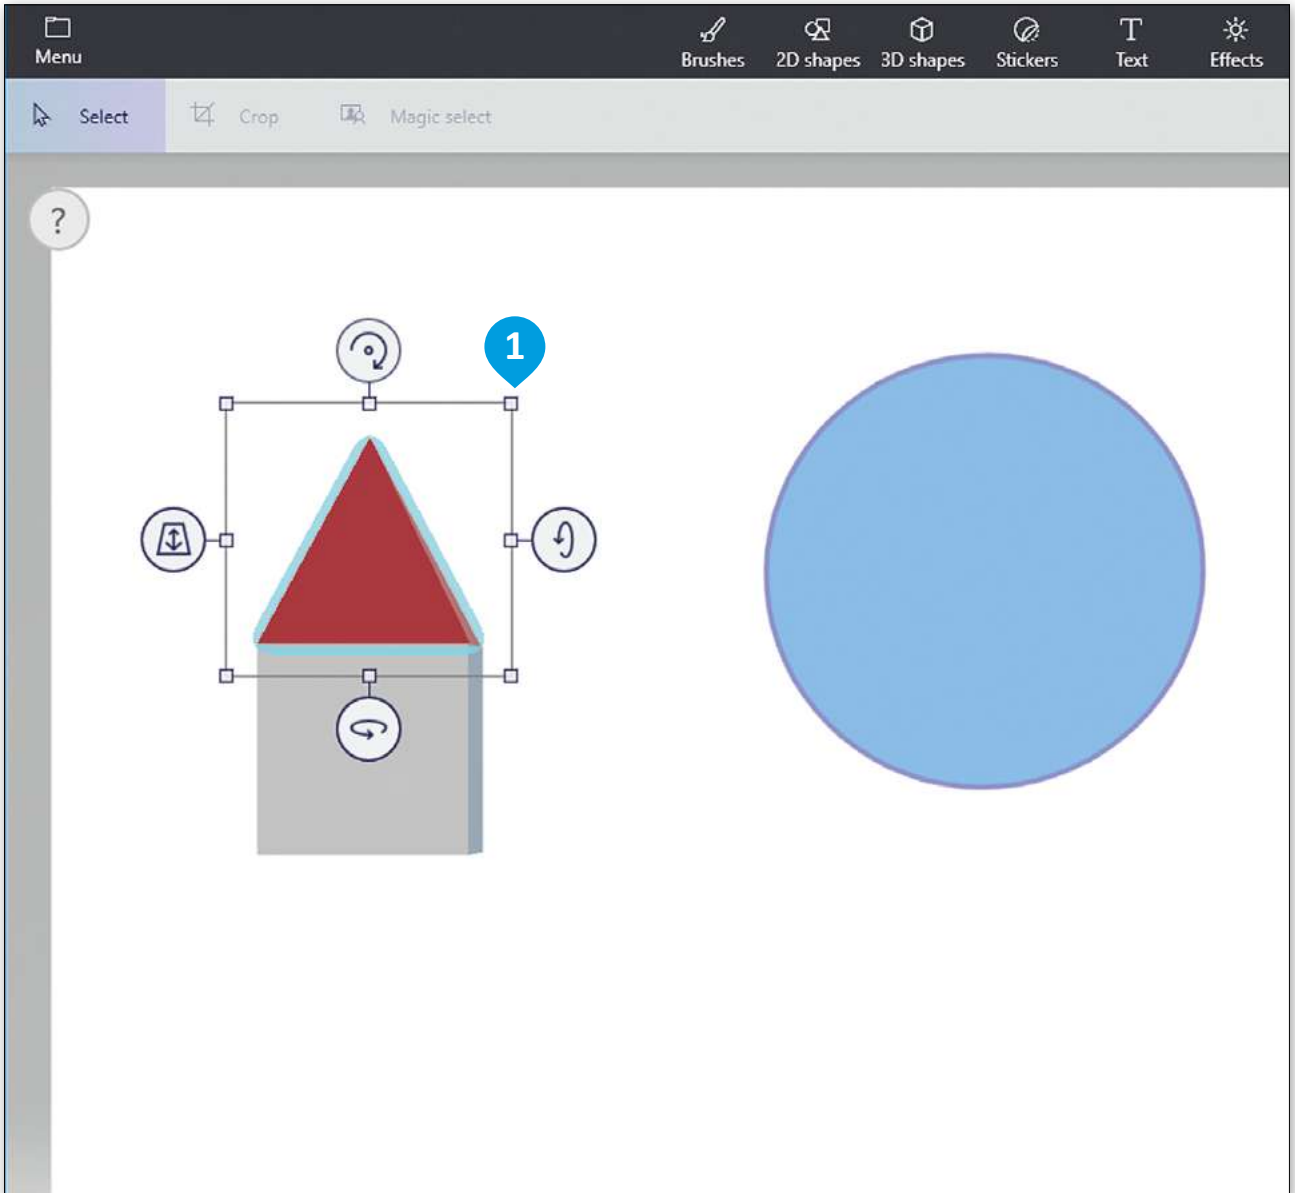 Menu
Brushes
2D shapes
3D shapes
Stickers
Text
Effects
Select
Crop
Magic select
?
1